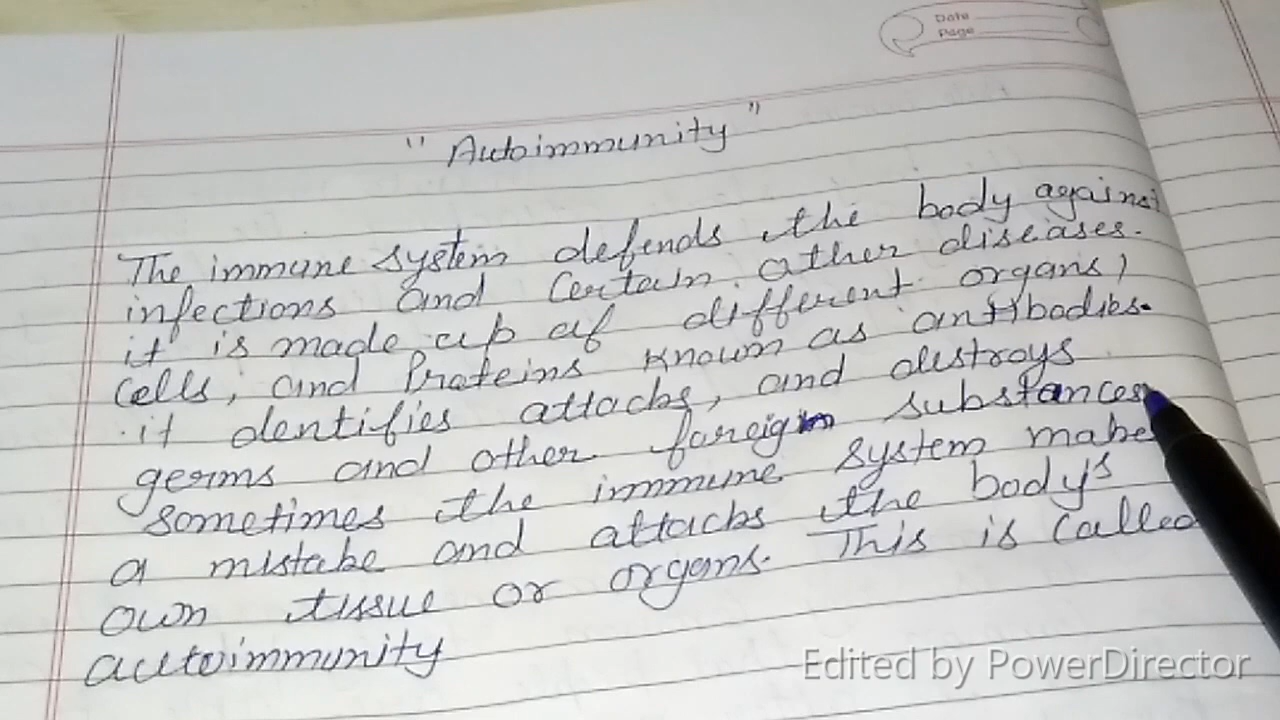 Date
Page
" Autoimmunity "
The immune system defends the body against
infections and Certain other diseases.
it is made up of different organs,
Cells, and Proteins known as antibodies.
it dentifies attacks, and destroys
germs and other foreign substances
sometimes the immune system make
a mistake and attacks the body's
own tissue or organs. This is Called
autoimmunity
Edited by PowerDirector